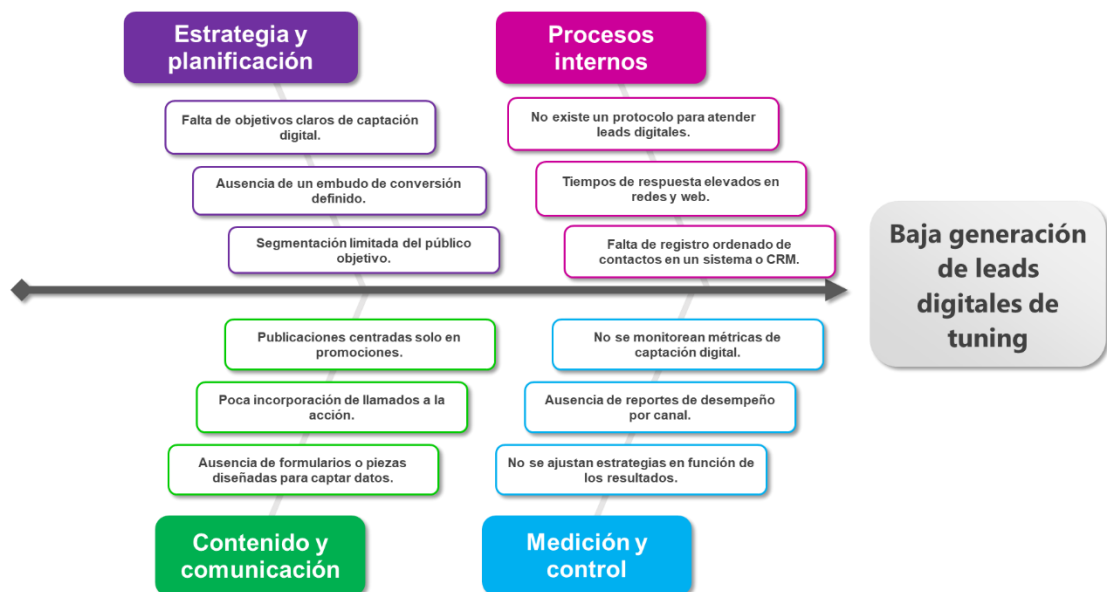 Estrategia y
planificación
Falta de objetivos claros de captación
digital.
Ausencia de un embudo de conversión
definido.
Segmentación limitada del público
objetivo.
Procesos
internos
No existe un protocolo para atender
leads digitales.
Tiempos de respuesta elevados en
redes y web.
Falta de registro ordenado de
contactos en un sistema o CRM.
Baja generación
de leads
digitales de
tuning
Publicaciones centradas solo en
promociones.
Poca incorporación de llamados a la
acción.
Ausencia de formularios o piezas
diseñadas para captar datos.
Contenido y
comunicación
No se monitorean métricas de
captación digital.
Ausencia de reportes de desempeño
por canal.
No se ajustan estrategias en función de
los resultados.
Medición y
control